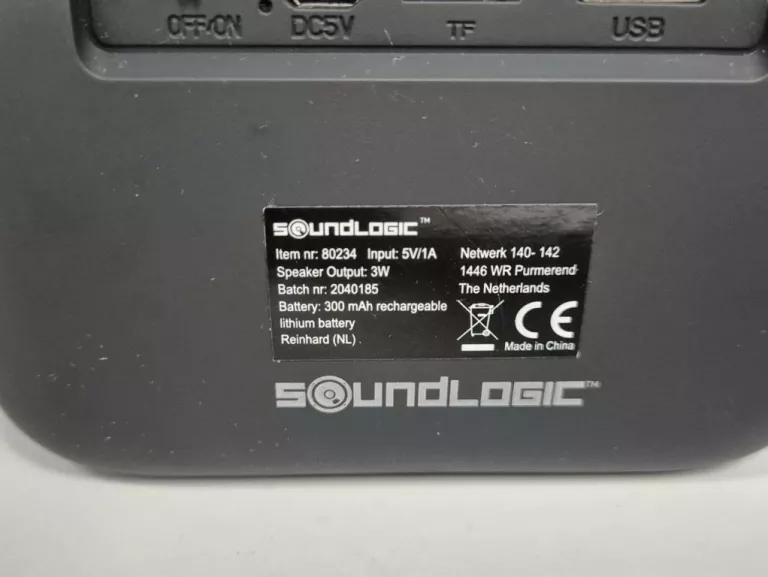 OFF/ON DC5V TF USB
SOUNDLOGIC™
Item nr: 80234 Input: 5V/1A
Speaker Output: 3W
Batch nr: 2040185
Battery: 300 mAh rechargeable
lithium battery
Reinhard (NL)
Netwerk 140- 142
1446 WR Purmerend
The Netherlands
CE
Made in China
SOUNDLOGIC™